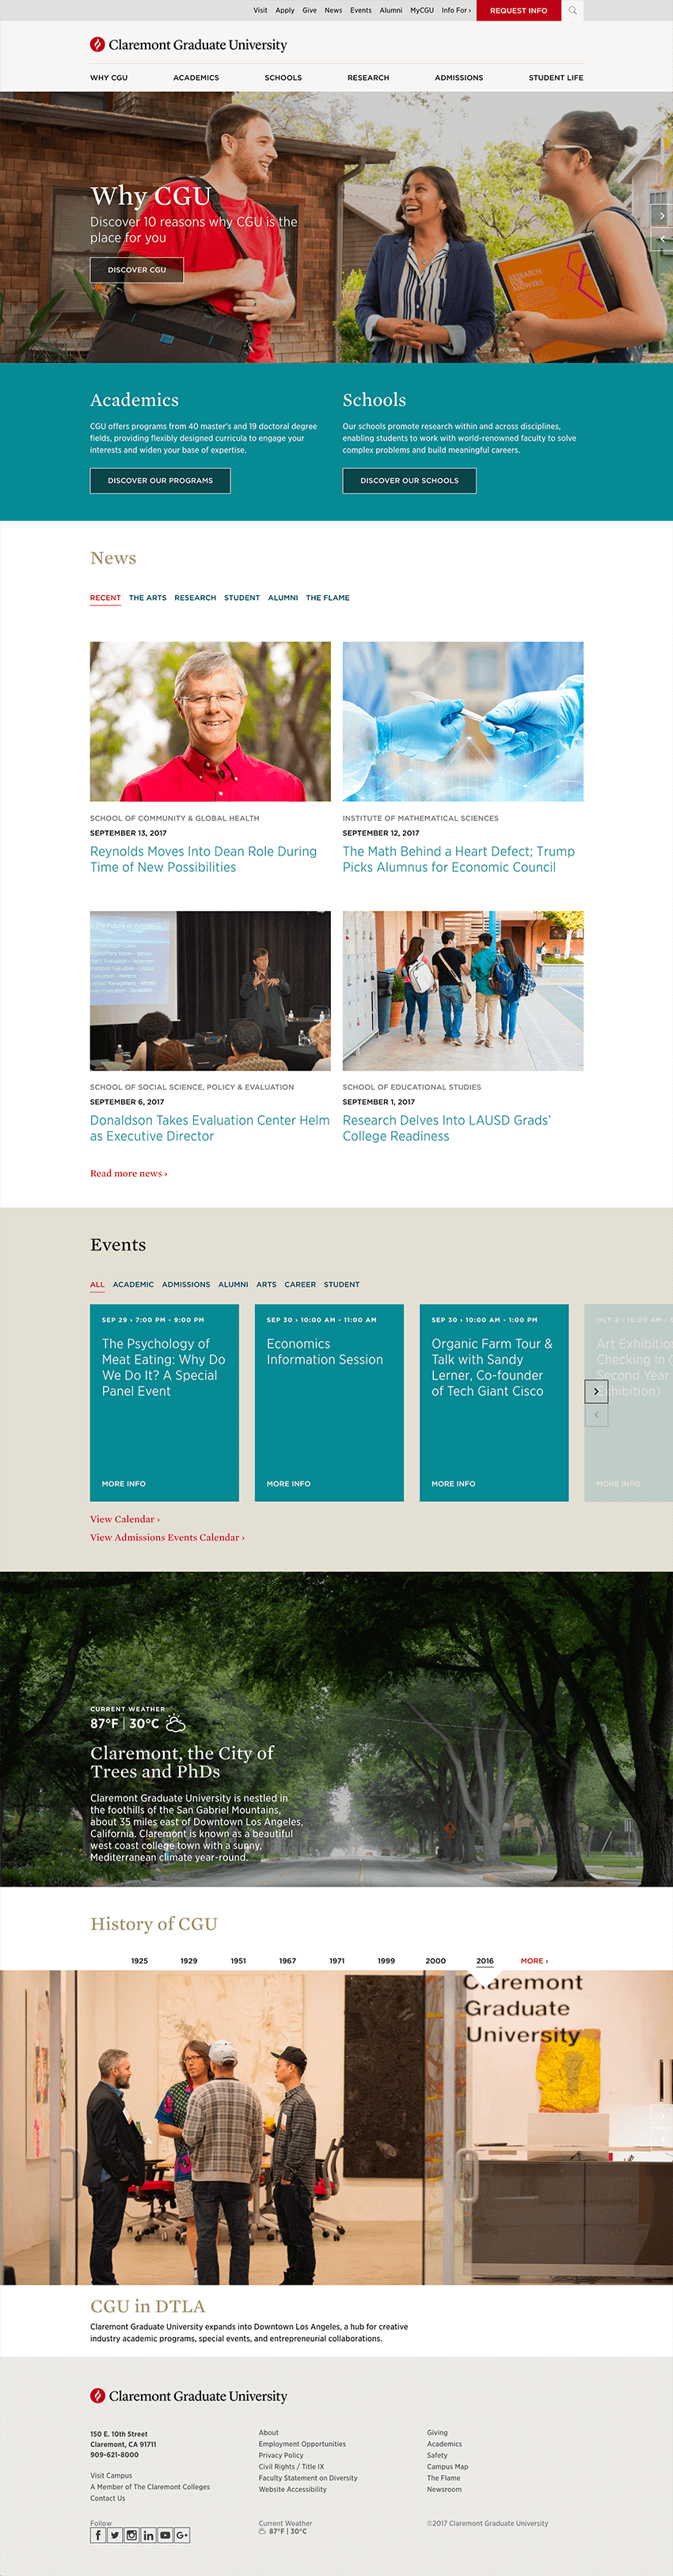 Visit Apply Give News Events Alumni MyCGU Info For › REQUEST INFO
Claremont Graduate University
WHY CGU ACADEMICS SCHOOLS RESEARCH ADMISSIONS STUDENT LIFE
Why CGU
Discover 10 reasons why CGU is the
place for you
DISCOVER CGU
Academics
CGU offers programs from 40 master's and 19 doctoral degree
fields, providing flexibly designed curricula to engage your
interests and widen your base of expertise.
DISCOVER OUR PROGRAMS
Schools
Our schools promote research within and across disciplines,
enabling students to work with world-renowned faculty to solve
complex problems and build meaningful careers.
DISCOVER OUR SCHOOLS
News
RECENT THE ARTS RESEARCH STUDENT ALUMNI THE FLAME
SCHOOL OF COMMUNITY & GLOBAL HEALTH
SEPTEMBER 13, 2017
Reynolds Moves Into Dean Role During
Time of New Possibilities
INSTITUTE OF MATHEMATICAL SCIENCES
SEPTEMBER 12, 2017
The Math Behind a Heart Defect; Trump
Picks Alumnus for Economic Council
SCHOOL OF SOCIAL SCIENCE, POLICY & EVALUATION
SEPTEMBER 6, 2017
Donaldson Takes Evaluation Center Helm
as Executive Director
SCHOOL OF EDUCATIONAL STUDIES
SEPTEMBER 1, 2017
Research Delves Into LAUSD Grads'
College Readiness
Read more news ›
Events
ALL ACADEMIC ADMISSIONS ALUMNI ARTS CAREER STUDENT
SEP 29 › 7:00 PM - 9:00 PM
The Psychology of
Meat Eating: Why Do
We Do It? A Special
Panel Event
MORE INFO
SEP 30 › 10:00 AM - 11:00 AM
Economics
Information Session
MORE INFO
SEP 30 › 10:00 AM - 1:00 PM
Organic Farm Tour &
Talk with Sandy
Lerner, Co-founder
of Tech Giant Cisco
MORE INFO
OCT 2 › 10:00 AM -
Art Exhibition
Checking In
Second Year
Exhibition)
MORE INFO
View Calendar ›
View Admissions Events Calendar ›
CURRENT WEATHER
87°F | 30°C
Claremont, the City of
Trees and PhDs
Claremont Graduate University is nestled in
the foothills of the San Gabriel Mountains,
about 35 miles east of Downtown Los Angeles,
California. Claremont is known as a beautiful
west coast college town with a sunny,
Mediterranean climate year-round.
History of CGU
1925 1929 1951 1967 1971 1999 2000 2016 MORE ›
Claremont
Graduate
University
CGU in DTLA
Claremont Graduate University expands into Downtown Los Angeles, a hub for creative
industry academic programs, special events, and entrepreneurial collaborations.
Claremont Graduate University
150 E. 10th Street
Claremont, CA 91711
909-621-8000
Visit Campus
A Member of The Claremont Colleges
Contact Us
About
Employment Opportunities
Privacy Policy
Civil Rights / Title IX
Faculty Statement on Diversity
Website Accessibility
Giving
Academics
Safety
Campus Map
The Flame
Newsroom
Follow
Current Weather
87°F | 30°C
©2017 Claremont Graduate University